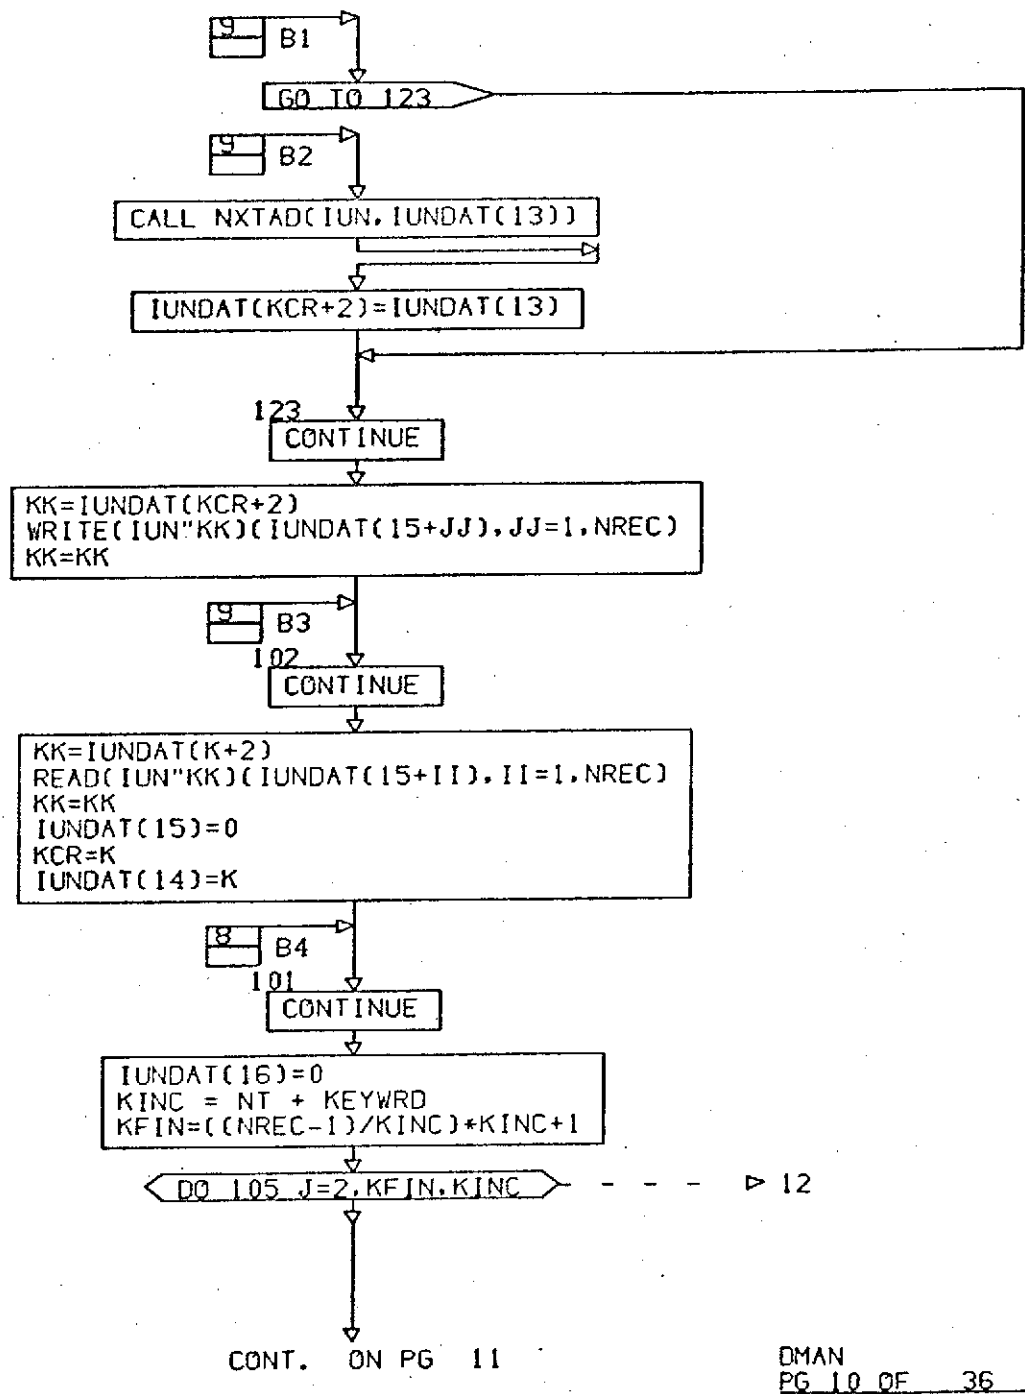 9
B1
GO TO 123
9
B2
CALL NXTAD(IUN,IUNDAT(13))
IUNDAT(KCR+2)=IUNDAT(13)
123
CONTINUE
KK=IUNDAT(KCR+2)
WRITE(IUN"KK)(IUNDAT(15+JJ),JJ=1,NREC)
KK=KK
9
B3
102
CONTINUE
KK=IUNDAT(K+2)
READ(IUN"KK)(IUNDAT(15+II),II=1,NREC)
KK=KK
IUNDAT(15)=0
KCR=K
IUNDAT(14)=K
8
B4
101
CONTINUE
IUNDAT(16)=0
KINC = NT + KEYWRD
KFIN=((NREC-1)/KINC)*KINC+1
DO 105 J=2,KFIN,KINC
12
CONT. ON PG 11
DMAN
PG 10 OF 36